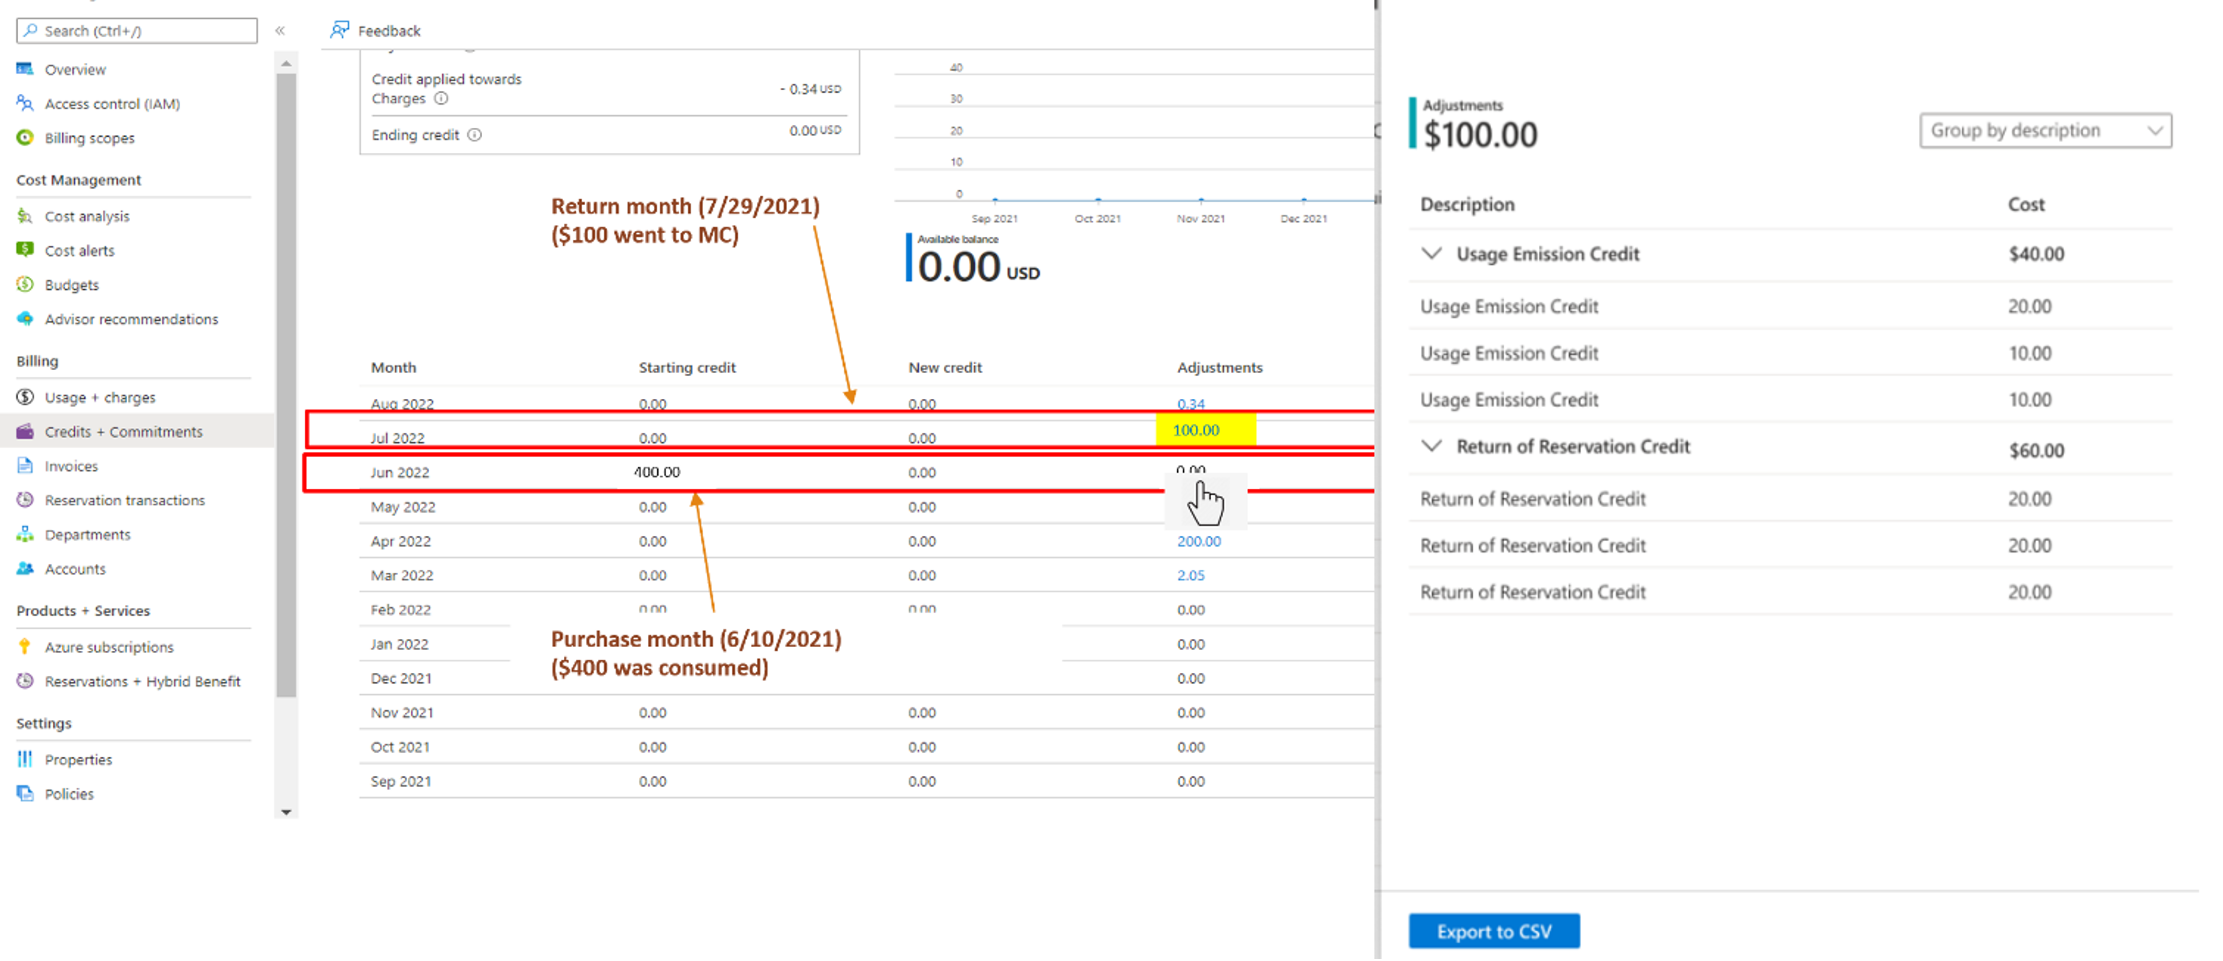 Search (Ctrl+/)
«
Overview
Access control (IAM)
Billing scopes
Cost Management
Cost analysis
Cost alerts
Budgets
Advisor recommendations
Billing
Usage + charges
Credits + Commitments
Invoices
Reservation transactions
Departments
Accounts
Products + Services
Azure subscriptions
Reservations + Hybrid Benefit
Settings
Properties
Policies
Feedback
Credit applied towards
Charges
- 0.34 USD
Ending credit
0.00 USD
40
30
20
10
0
Sep 2021 Oct 2021 Nov 2021 Dec 2021
Available balance
0.00 USD
Return month (7/29/2021)
($100 went to MC)
Month Starting credit New credit Adjustments
Aug 2022 0.00 0.00 0.34
Jul 2022 0.00 0.00 100.00
Jun 2022 400.00 0.00 0.00
May 2022 0.00 0.00
Apr 2022 0.00 0.00 200.00
Mar 2022 0.00 0.00 2.05
Feb 2022 0.00 0.00 0.00
Jan 2022 0.00
Dec 2021 0.00
Nov 2021 0.00 0.00 0.00
Oct 2021 0.00 0.00 0.00
Sep 2021 0.00 0.00 0.00
Purchase month (6/10/2021)
($400 was consumed)
Adjustments
$100.00
Group by description
Description Cost
Usage Emission Credit $40.00
Usage Emission Credit 20.00
Usage Emission Credit 10.00
Usage Emission Credit 10.00
Return of Reservation Credit $60.00
Return of Reservation Credit 20.00
Return of Reservation Credit 20.00
Return of Reservation Credit 20.00
Export to CSV